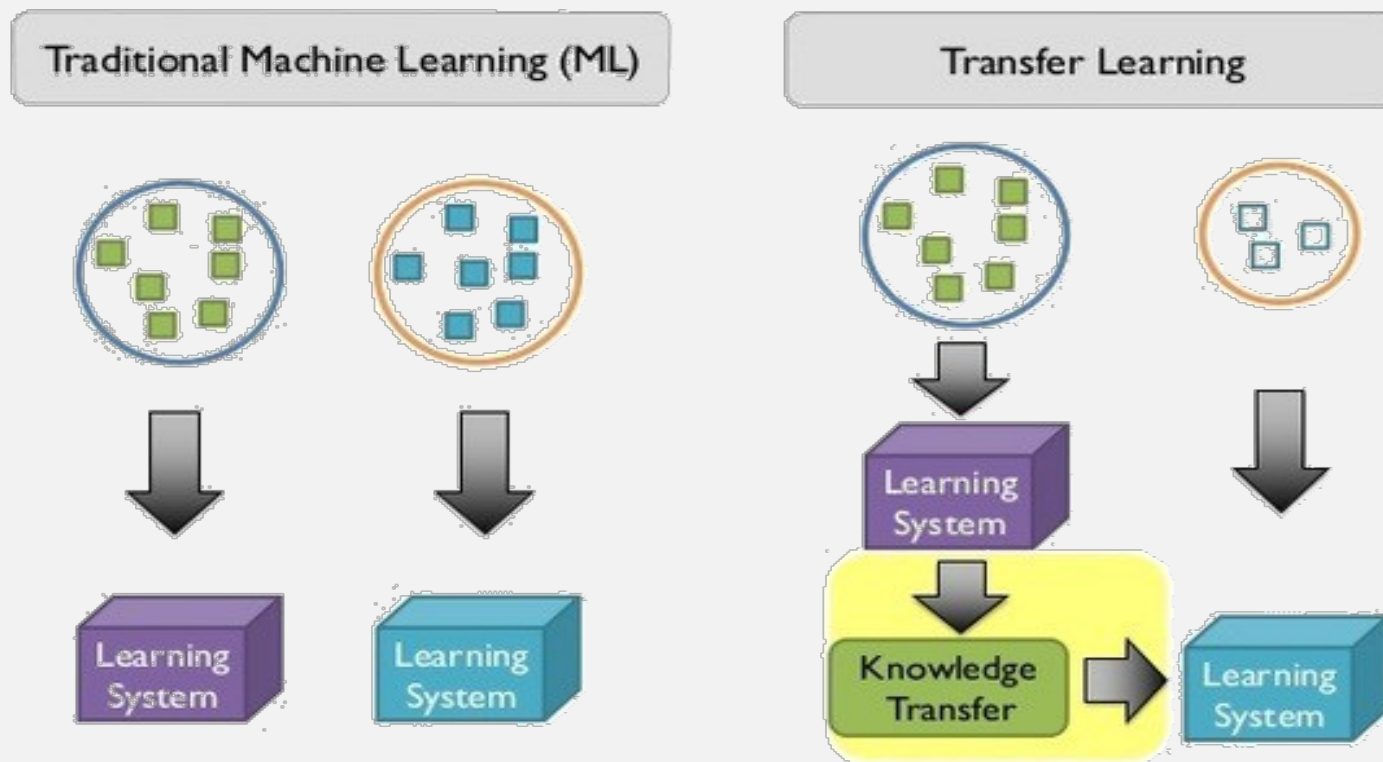 Traditional Machine Learning (ML)
Transfer Learning
Learning
System
Learning
System
Learning
System
Knowledge
Transfer
Learning
System